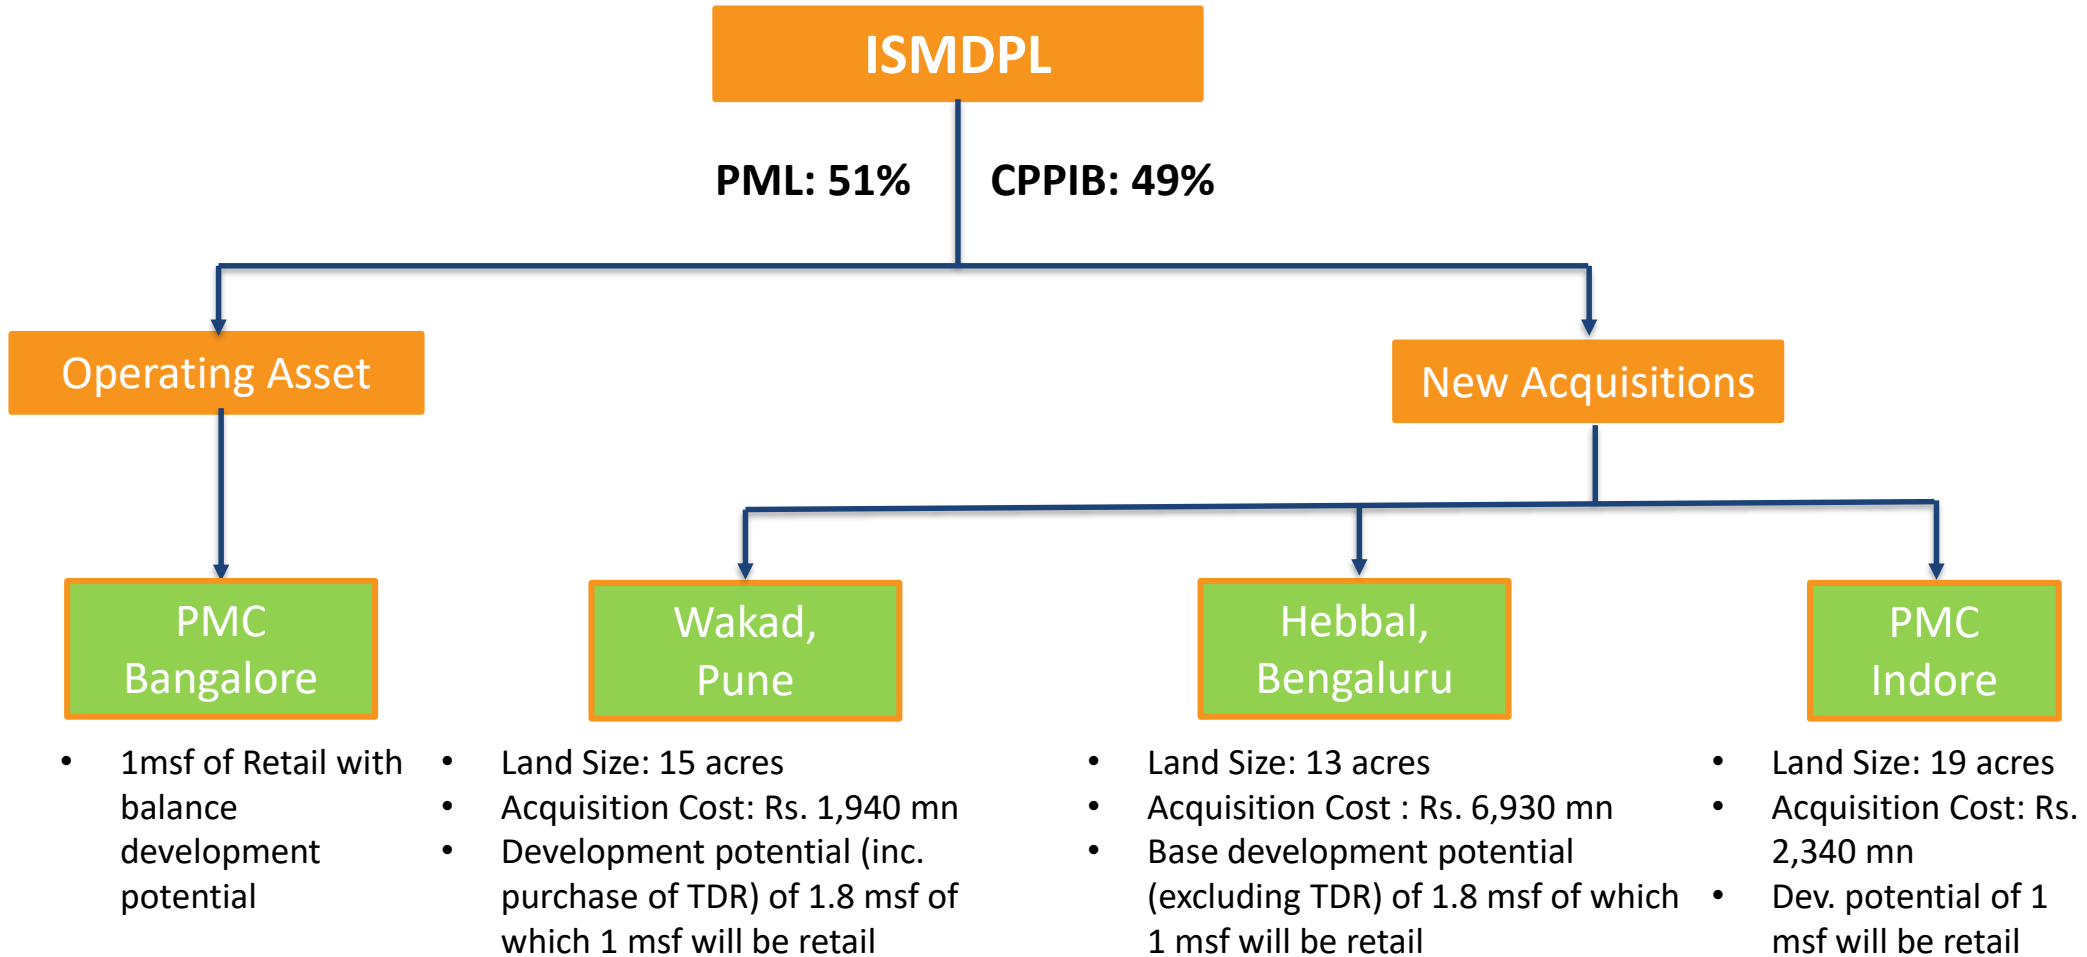 ISMDPL
PML: 51%
CPPIB: 49%
Operating Asset
New Acquisitions
PMC
Bangalore
Wakad,
Pune
Hebbal,
Bengaluru
PMC
Indore
• 1msf of Retail with
balance
development
potential
• Land Size: 15 acres
• Acquisition Cost: Rs. 1,940 mn
• Development potential (inc.
purchase of TDR) of 1.8 msf of
which 1 msf will be retail
• Land Size: 13 acres
• Acquisition Cost : Rs. 6,930 mn
• Base development potential
(excluding TDR) of 1.8 msf of which
1 msf will be retail
• Land Size: 19 acres
• Acquisition Cost: Rs.
2,340 mn
• Dev. potential of 1
msf will be retail